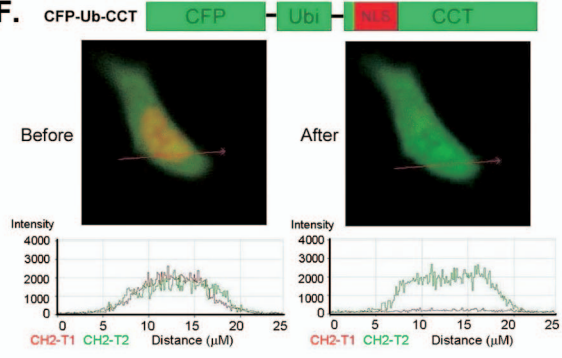 F. CFP-Ub-CCT CFP Ubi NLS CCT
Before After
Intensity Intensity
4000 4000
3000 3000
2000 2000
1000 1000
0 0
0 5 10 15 20 25 0 5 10 15 20 25
CH2-T1 CH2-T2 Distance (μM) CH2-T1 CH2-T2 Distance (μM)